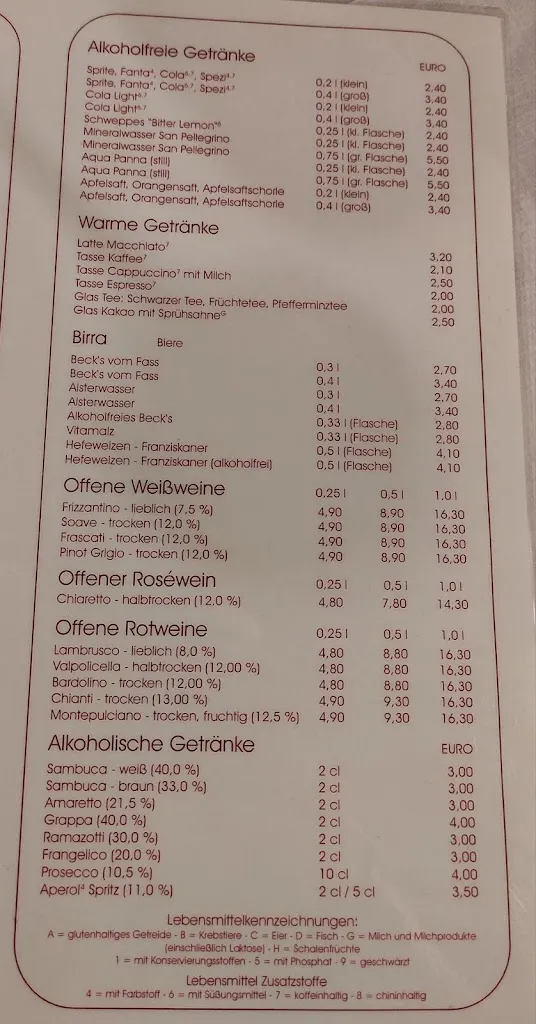 Alkoholfreie Getränke EURO
Sprite, Fanta⁴, Cola⁶·⁷, Spezi⁴·⁷ 0,2 l (klein) 2,40
Sprite, Fanta⁴, Cola⁶·⁷, Spezi⁴·⁷ 0,4 l (groß) 3,40
Cola Light⁶·⁷ 0,2 l (klein) 2,40
Cola Light⁶·⁷ 0,4 l (groß) 3,40
Schweppes "Bitter Lemon"⁸ 0,25 l (kl. Flasche) 2,40
Mineralwasser San Pellegrino 0,25 l (kl. Flasche) 2,40
Mineralwasser San Pellegrino 0,75 l (gr. Flasche) 5,50
Aqua Panna (still) 0,25 l (kl. Flasche) 2,40
Aqua Panna (still) 0,75 l (gr. Flasche) 5,50
Apfelsaft, Orangensaft, Apfelsaftschorle 0,2 l (klein) 2,40
Apfelsaft, Orangensaft, Apfelsaftschorle 0,4 l (groß) 3,40
Warme Getränke
Latte Macchiato⁷ 3,20
Tasse Kaffee⁷ 2,10
Tasse Cappuccino⁷ mit Milch 2,50
Tasse Espresso⁷ 2,00
Glas Tee: Schwarzer Tee, Früchtetee, Pfefferminztee 2,00
Glas Kakao mit Sprühsahneᴳ 2,50
Birra Biere
Beck's vom Fass 0,3 l 2,70
Beck's vom Fass 0,4 l 3,40
Alsterwasser 0,3 l 2,70
Alsterwasser 0,4 l 3,40
Alkoholfreies Beck's 0,33 l (Flasche) 2,80
Vitamalz 0,33 l (Flasche) 2,80
Hefeweizen - Franziskaner 0,5 l (Flasche) 4,10
Hefeweizen - Franziskaner (alkoholfrei) 0,5 l (Flasche) 4,10
Offene Weißweine 0,25 l 0,5 l 1,0 l
Frizzantino - lieblich (7,5 %) 4,90 8,90 16,30
Soave - trocken (12,0 %) 4,90 8,90 16,30
Frascati - trocken (12,0 %) 4,90 8,90 16,30
Pinot Grigio - trocken (12,0 %) 4,90 8,90 16,30
Offener Roséwein 0,25 l 0,5 l 1,0 l
Chiaretto - halbtrocken (12,0 %) 4,80 7,80 14,30
Offene Rotweine 0,25 l 0,5 l 1,0 l
Lambrusco - lieblich (8,0 %) 4,80 8,80 16,30
Valpolicella - halbtrocken (12,00 %) 4,80 8,80 16,30
Bardolino - trocken (12,00 %) 4,80 8,80 16,30
Chianti - trocken (13,00 %) 4,90 9,30 16,30
Montepulciano - trocken, fruchtig (12,5 %) 4,90 9,30 16,30
Alkoholische Getränke EURO
Sambuca - weiß (40,0 %) 2 cl 3,00
Sambuca - braun (33,0 %) 2 cl 3,00
Amaretto (21,5 %) 2 cl 3,00
Grappa (40,0 %) 2 cl 4,00
Ramazotti (30,0 %) 2 cl 3,00
Frangelico (20,0 %) 2 cl 3,00
Prosecco (10,5 %) 10 cl 4,00
Aperol⁴ Spritz (11,0 %) 2 cl / 5 cl 3,50
Lebensmittelkennzeichnungen:
A = glutenhaltiges Getreide - B = Krebstiere - C = Eier - D = Fisch - G = Milch und Milchprodukte
(einschließlich Laktose) - H = Schalenfrüchte
1 = mit Konservierungsstoffen - 5 = mit Phosphat - 9 = geschwärzt
Lebensmittel Zusatzstoffe
4 = mit Farbstoff - 6 = mit Süßungsmittel - 7 = koffeinhaltig - 8 = chininhaltig